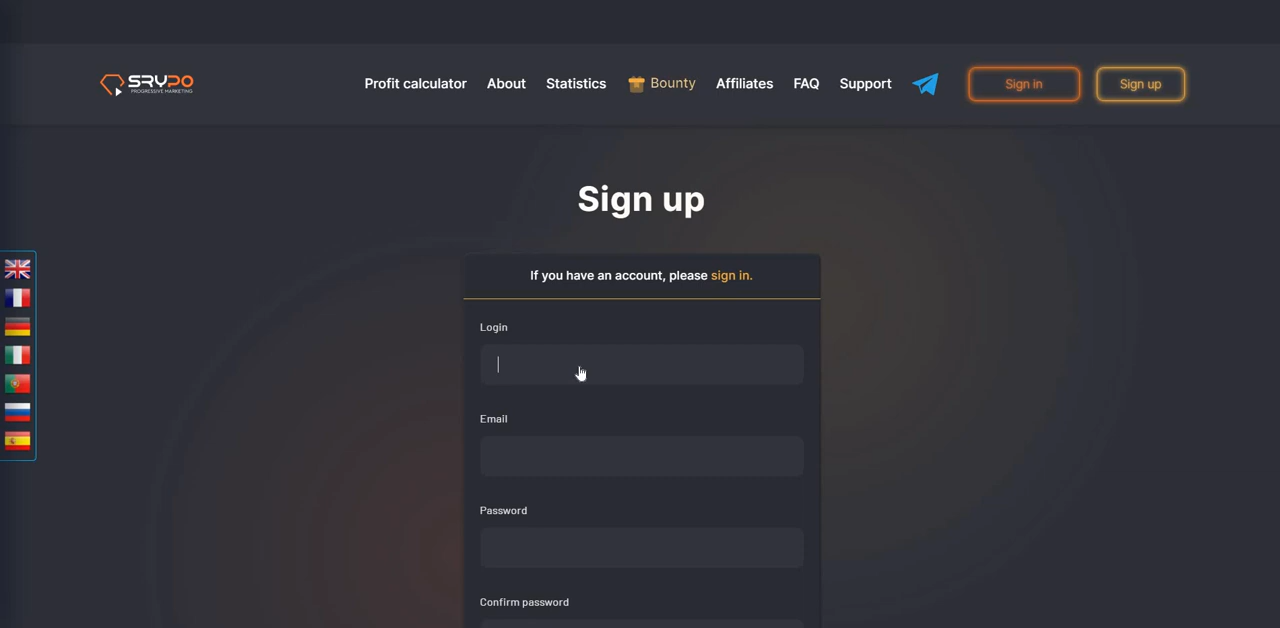 SRYPO
PROGRESSIVE MARKETING
Profit calculator
About
Statistics
Bounty
Affiliates
FAQ
Support
Sign in
Sign up
Sign up
If you have an account, please sign in.
Login
Email
Password
Confirm password